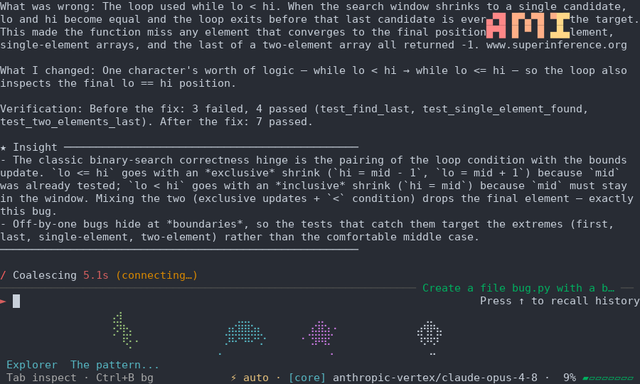 What was wrong: The loop used while lo < hi. When the search window shrinks to a single candidate,
lo and hi become equal and the loop exits before that last candidate is ever the target.
This made the function miss any element that converges to the final position element,
single-element arrays, and the last of a two-element array all returned -1. www.superinference.org
AMI
What I changed: One character's worth of logic — while lo < hi → while lo <= hi — so the loop also
inspects the final lo == hi position.
Verification: Before the fix: 3 failed, 4 passed (test_find_last, test_single_element_found,
test_two_elements_last). After the fix: 7 passed.
★ Insight
- The classic binary-search correctness hinge is the pairing of the loop condition with the bounds
update. `lo <= hi` goes with an *exclusive* shrink (`hi = mid - 1`, `lo = mid + 1`) because `mid`
was already tested; `lo < hi` goes with an *inclusive* shrink (`hi = mid`) because `mid` must stay
in the window. Mixing the two (exclusive updates + `<` condition) drops the final element — exactly
this bug.
- Off-by-one bugs hide at *boundaries*, so the tests that catch them target the extremes (first,
last, single-element, two-element) rather than the comfortable middle case.
/ Coalescing 5.1s (connecting…)
Create a file bug.py with a b…
Press ↑ to recall history
Explorer The pattern...
Tab inspect · Ctrl+B bg ⚡ auto · [core] anthropic-vertex/claude-opus-4-8 · 9%